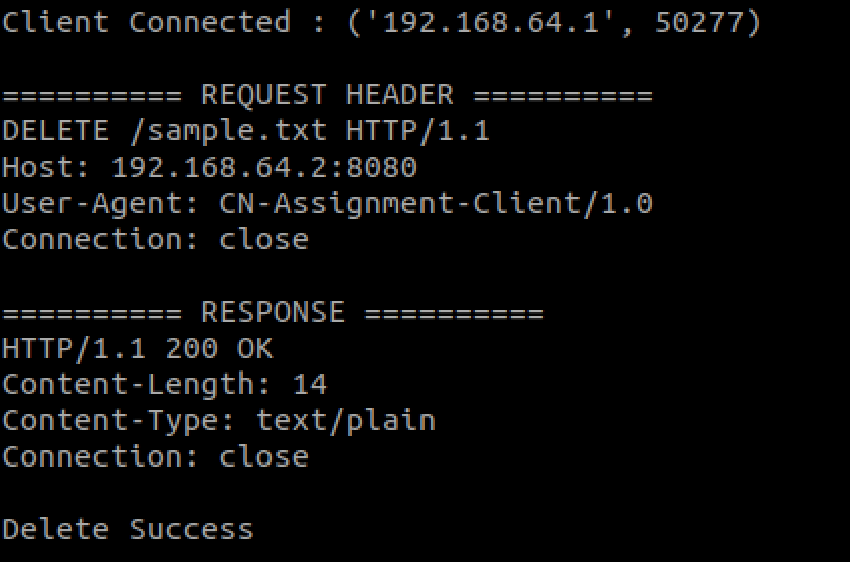 Client Connected : ('192.168.64.1', 50277)
========== REQUEST HEADER ==========
DELETE /sample.txt HTTP/1.1
Host: 192.168.64.2:8080
User-Agent: CN-Assignment-Client/1.0
Connection: close
========== RESPONSE ==========
HTTP/1.1 200 OK
Content-Length: 14
Content-Type: text/plain
Connection: close
Delete Success